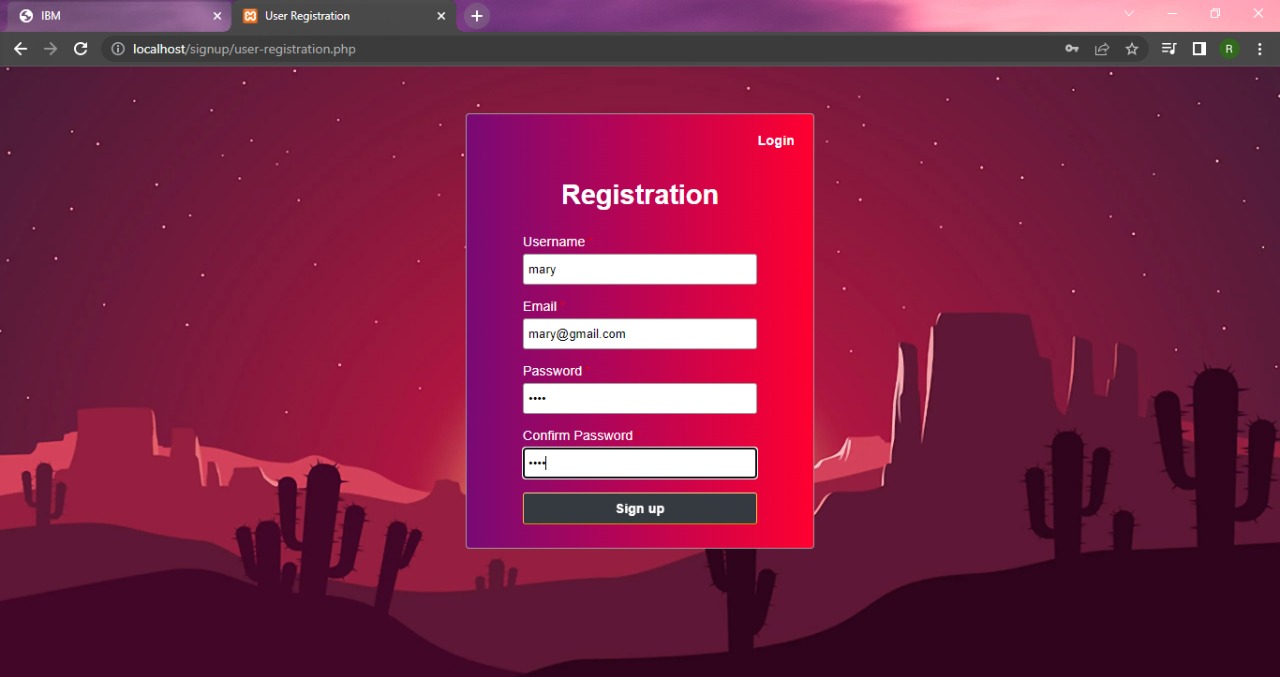 IBM
User Registration
localhost/signup/user-registration.php
R
Login
Registration
Username
mary
Email *
mary@gmail.com
Password
••••
Confirm Password
••••
Sign up